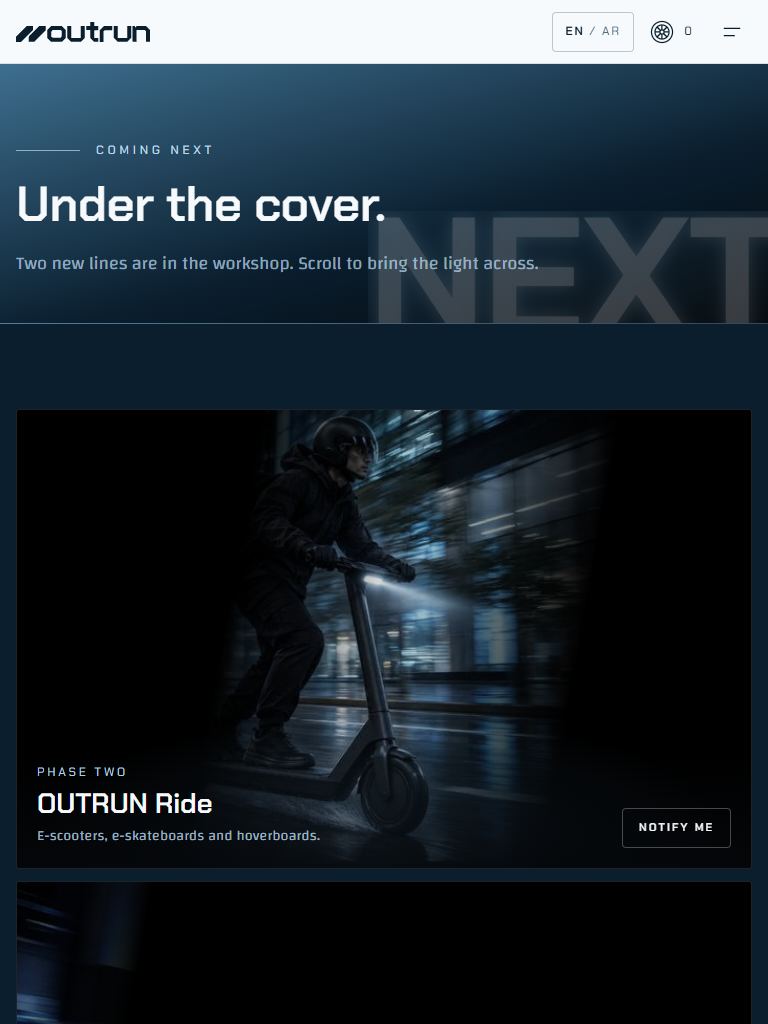 outrun
EN / AR
0
COMING NEXT
Under the cover.
NEXT
Two new lines are in the workshop. Scroll to bring the light across.
PHASE TWO
OUTRUN Ride
E-scooters, e-skateboards and hoverboards.
NOTIFY ME